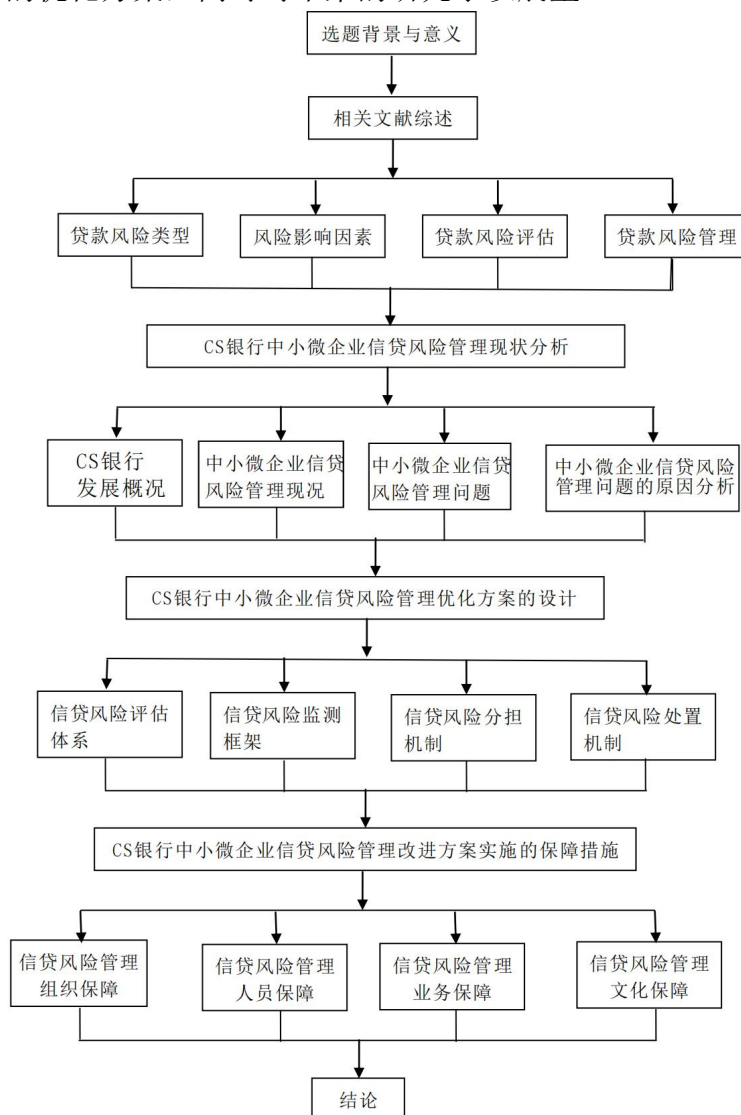 选题背景与意义
相关文献综述
贷款风险类型
风险影响因素
贷款风险评估
贷款风险管理
CS银行中小微企业信贷风险管理现状分析
CS银行
发展概况
中小微企业信贷
风险管理现况
中小微企业信贷
风险管理问题
中小微企业信贷风险
管理问题的原因分析
CS银行中小微企业信贷风险管理优化方案的设计
信贷风险评估
体系
信贷风险监测
框架
信贷风险分担
机制
信贷风险处置
机制
CS银行中小微企业信贷风险管理改进方案实施的保障措施
信贷风险管理
组织保障
信贷风险管理
人员保障
信贷风险管理
业务保障
信贷风险管理
文化保障
结论